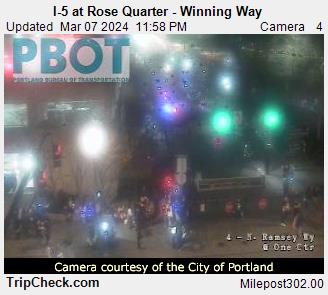 I-5 at Rose Quarter - Winning Way
Updated Mar 07 2024 11:58 PM Camera 4
PBOT
PORTLAND BUREAU OF TRANSPORTATION
4 - N. Ramsey Wy
@ One Ctr
Camera courtesy of the City of Portland
TripCheck.com Milepost302.00